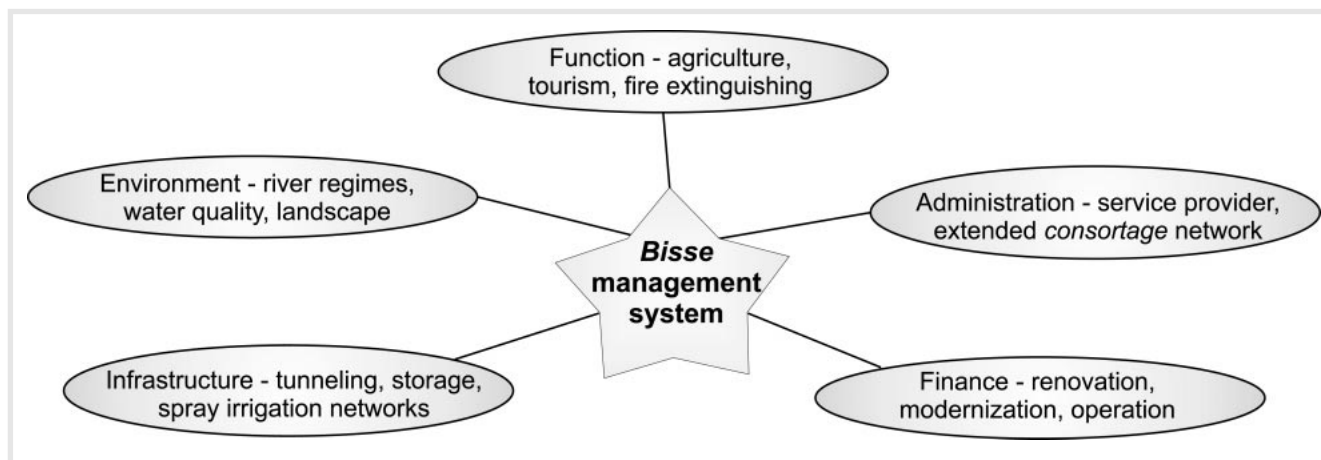 Function - agriculture,
tourism, fire extinguishing
Environment - river regimes,
water quality, landscape
Administration - service provider,
extended consortage network
Bisse
management
system
Infrastructure - tunneling, storage,
spray irrigation networks
Finance - renovation,
modernization, operation